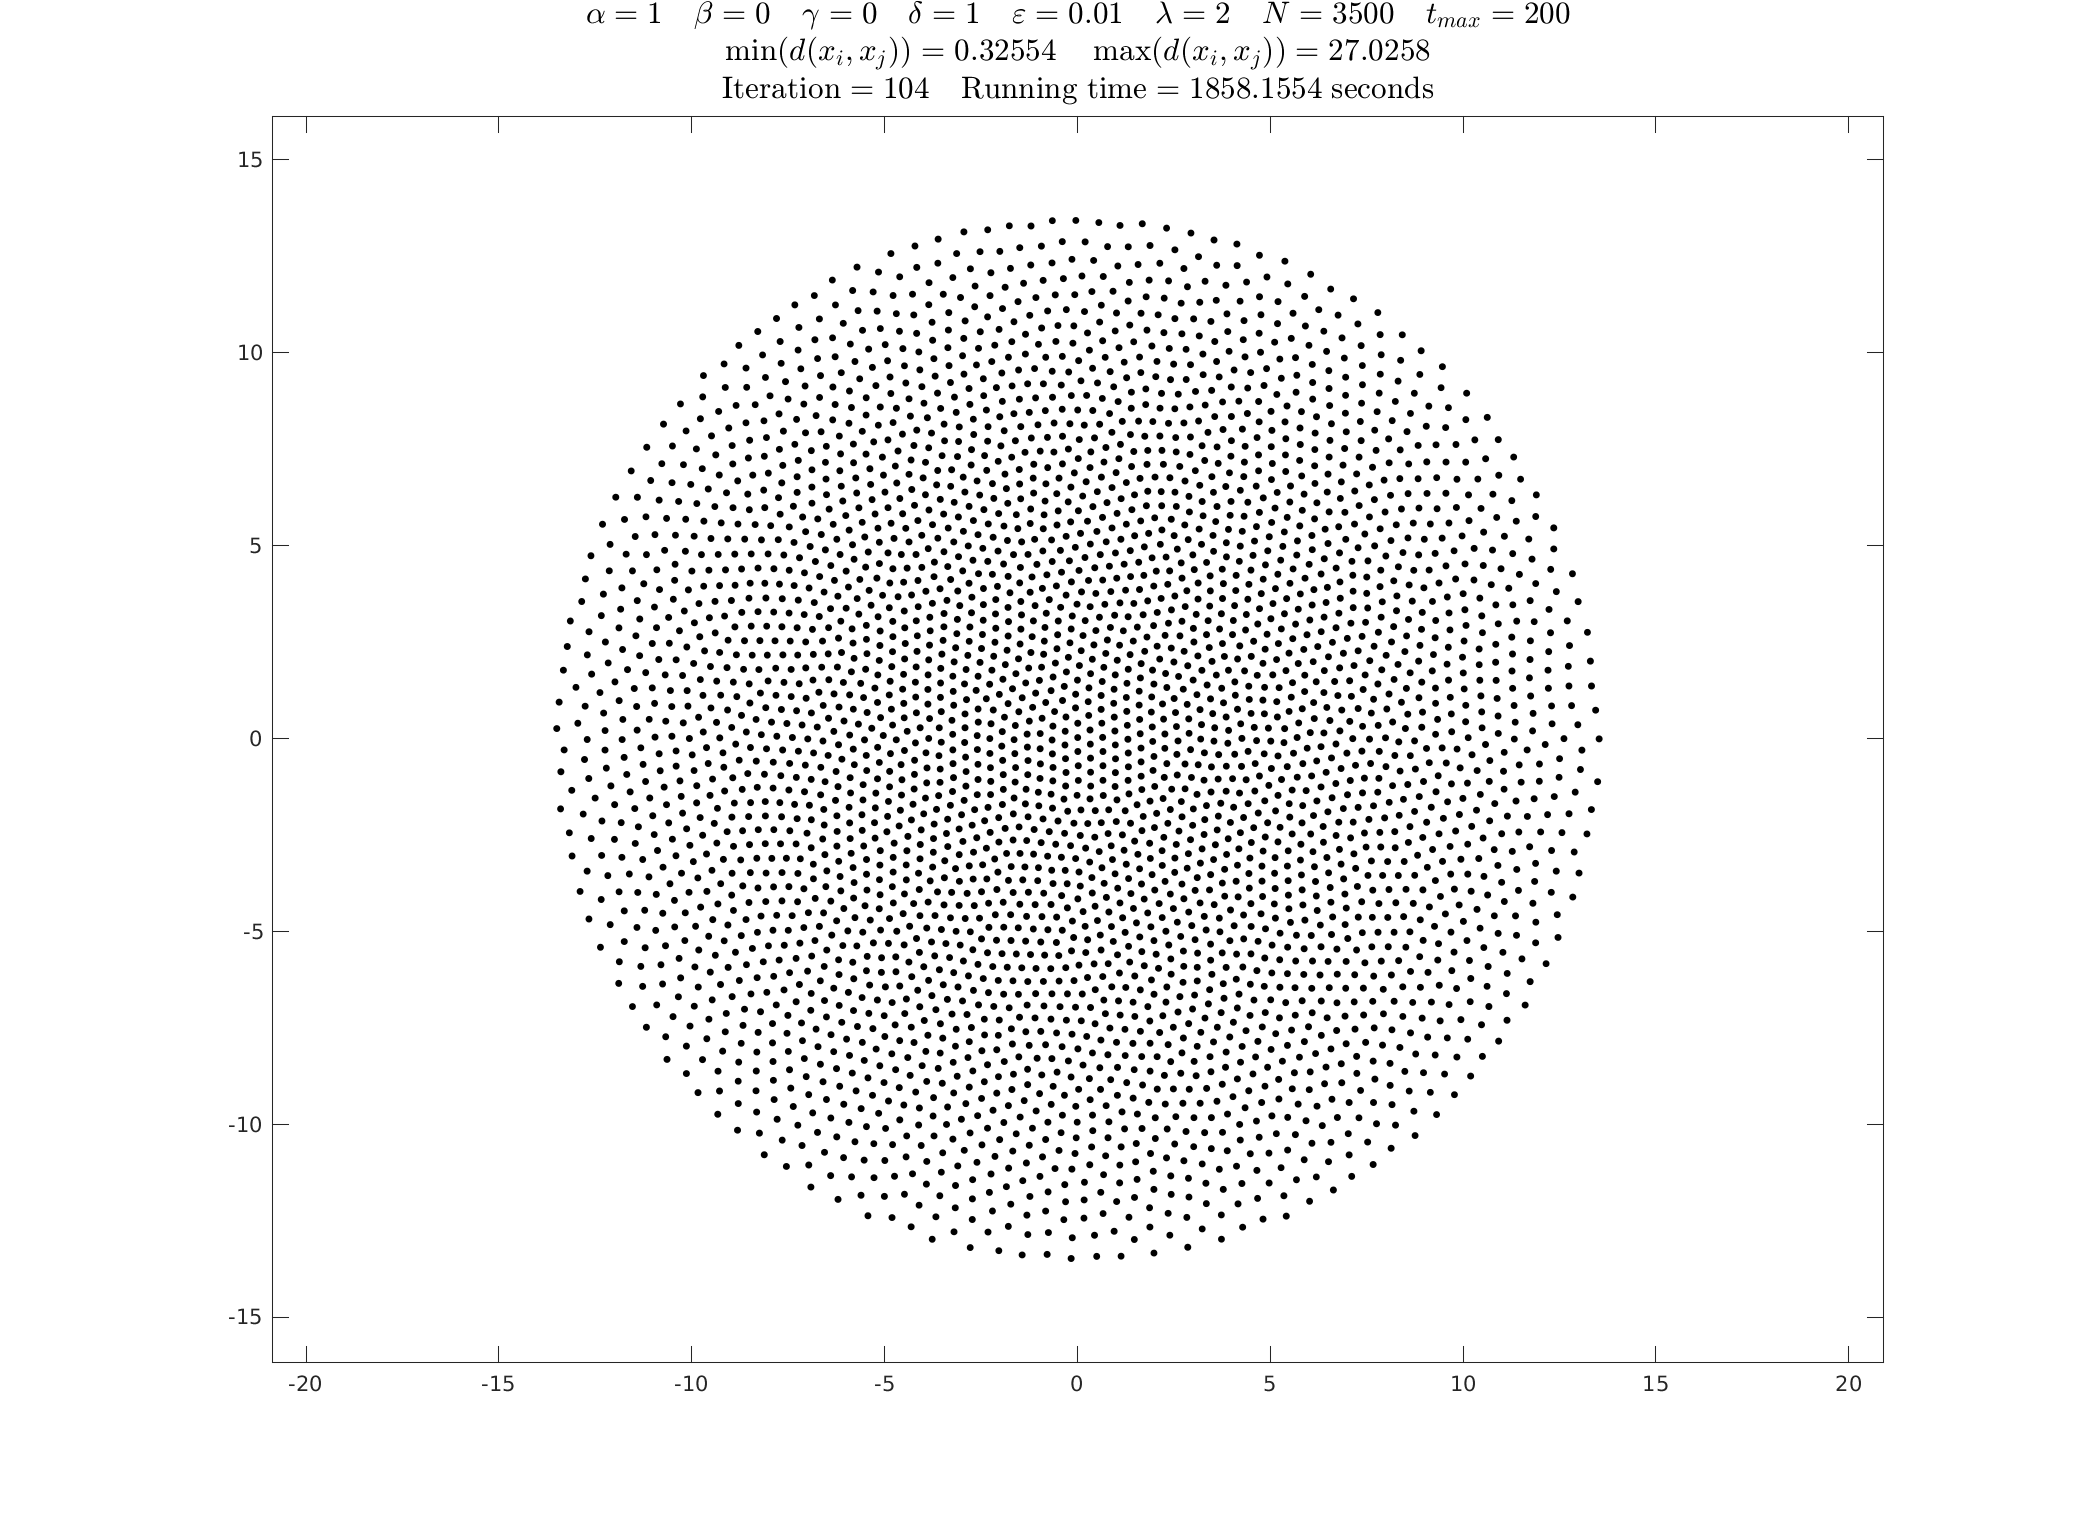 α = 1 β = 0 γ = 0 δ = 1 ε = 0.01 λ = 2 N = 3500 t_max = 200
min(d(x_i, x_j)) = 0.32554 max(d(x_i, x_j)) = 27.0258
Iteration = 104 Running time = 1858.1554 seconds
15
10
5
0
-5
-10
-15
-20 -15 -10 -5 0 5 10 15 20